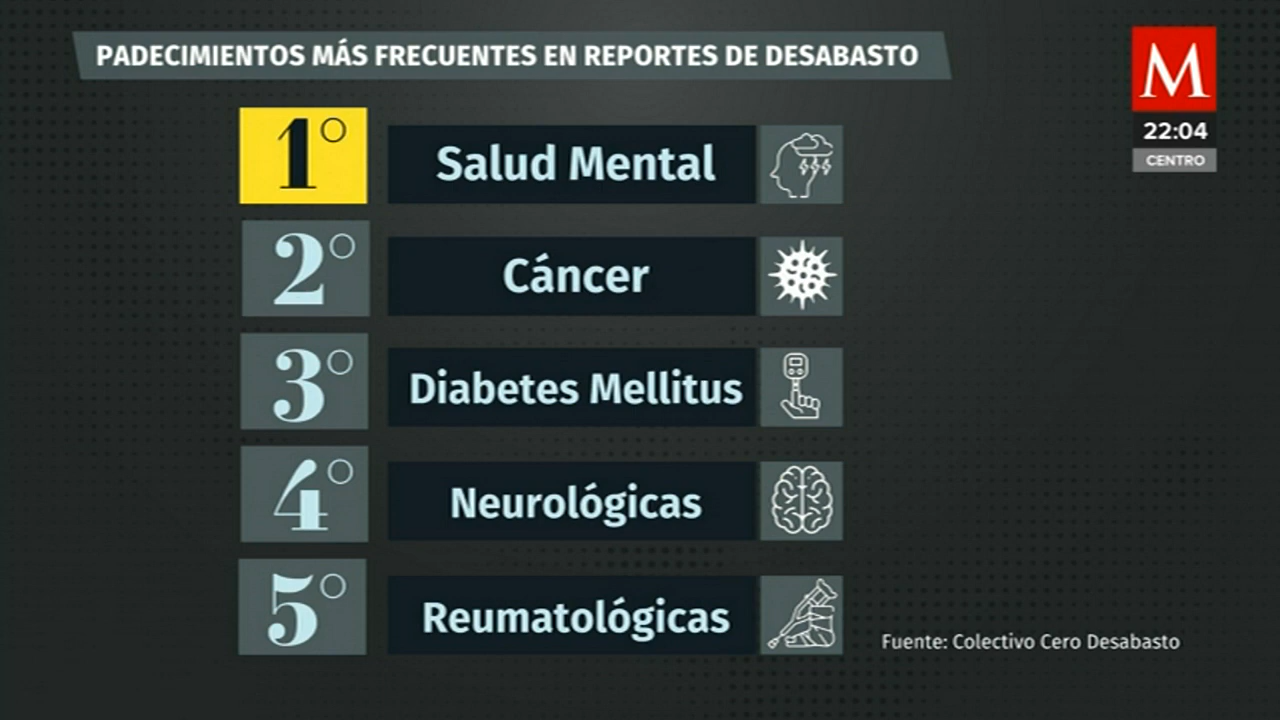 PADECIMIENTOS MÁS FRECUENTES EN REPORTES DE DESABASTO
M
22:04
CENTRO
1° Salud Mental
2° Cáncer
3° Diabetes Mellitus
4° Neurológicas
5° Reumatológicas
Fuente: Colectivo Cero Desabasto